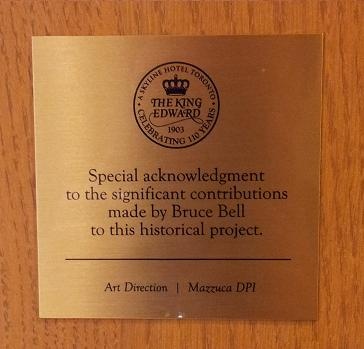 A SKYLINE HOTEL TORONTO
THE KING
EDWARD
1903
CELEBRATING 110 YEARS
Special acknowledgment
to the significant contributions
made by Bruce Bell
to this historical project.
Art Direction | Mazzuca DPI